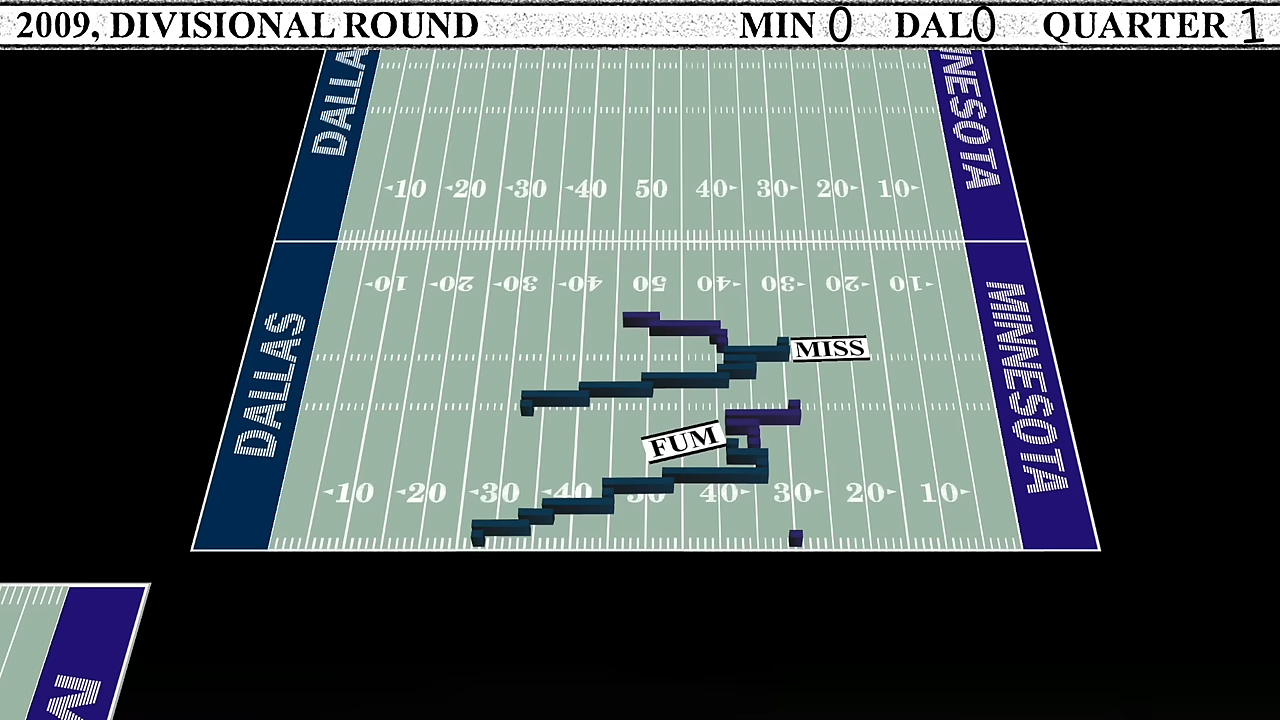 2009, DIVISIONAL ROUND MIN 0 DAL 0 QUARTER 1
DALLA
NESOTA
10 20 30 40 50 40 30 20 10
10 20 30 40 50 40 30 20 10
DALLAS
MINNESOTA
MISS
FUM
10 20 30 40 50 40 30 20 10
M